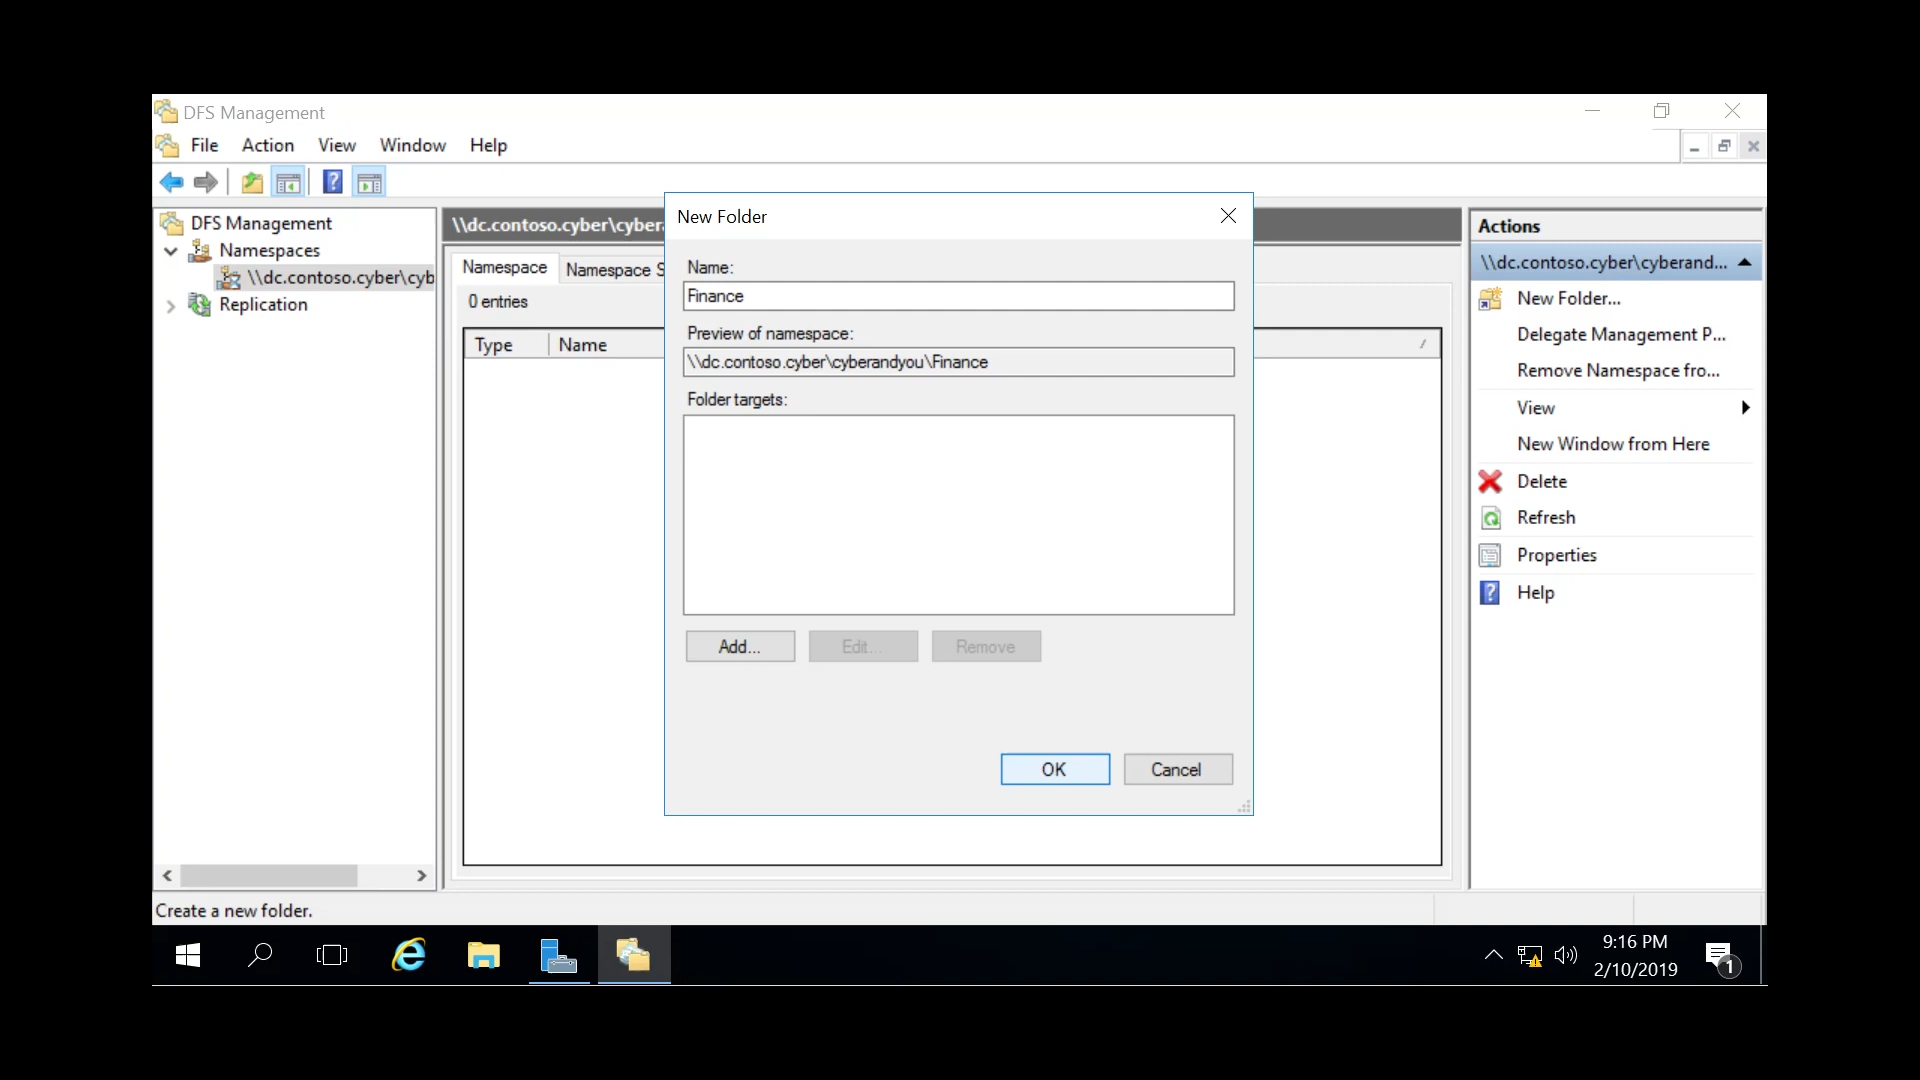 DFS Management
File Action View Window Help
DFS Management
Namespaces
\\dc.contoso.cyber\cyb
Replication
\\dc.contoso.cyber\cyber
Namespace Namespace S
0 entries
Type Name
New Folder
Name:
Finance
Preview of namespace:
\\dc.contoso.cyber\cyberandyou\Finance
Folder targets:
Add... Edit... Remove
OK Cancel
Actions
\\dc.contoso.cyber\cyberand...
New Folder...
Delegate Management P...
Remove Namespace fro...
View
New Window from Here
Delete
Refresh
Properties
Help
Create a new folder.
9:16 PM
2/10/2019
1